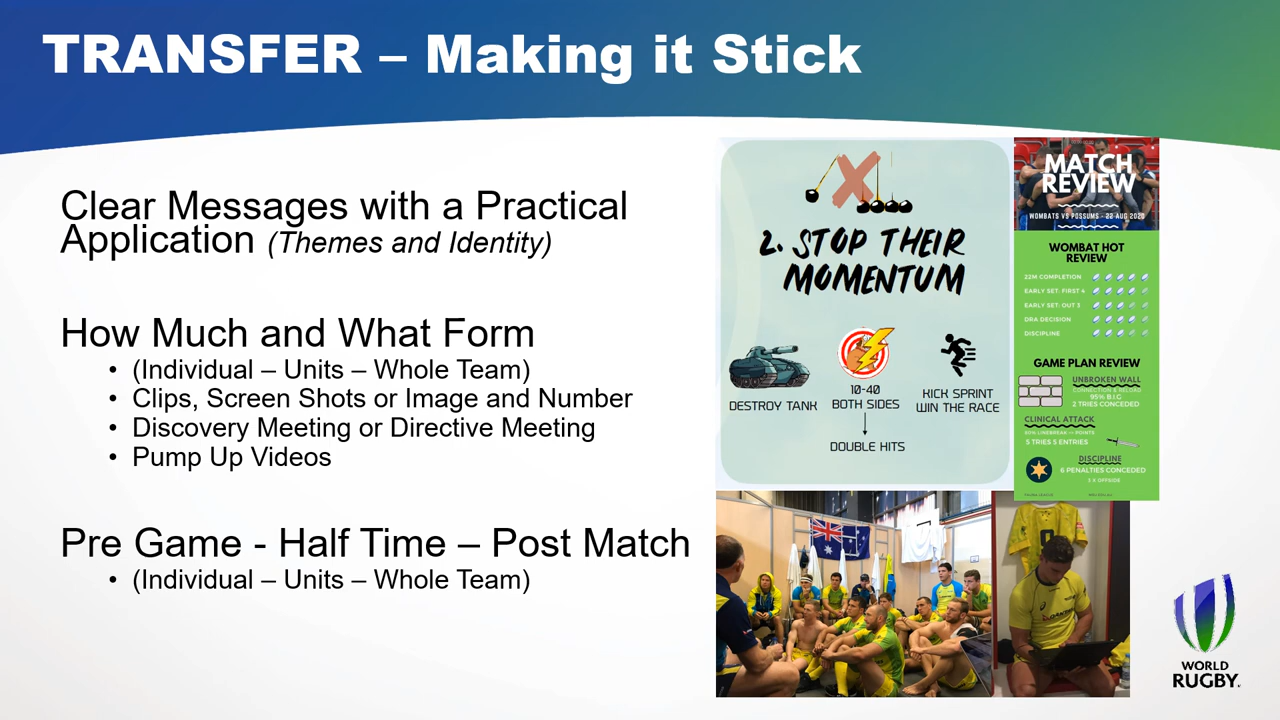 TRANSFER – Making it Stick
Clear Messages with a Practical
Application (Themes and Identity)
How Much and What Form
• (Individual – Units – Whole Team)
• Clips, Screen Shots or Image and Number
• Discovery Meeting or Directive Meeting
• Pump Up Videos
Pre Game - Half Time – Post Match
• (Individual – Units – Whole Team)
2. STOP THEIR
MOMENTUM
DESTROY TANK
10-40
BOTH SIDES
DOUBLE HITS
KICK SPRINT
WIN THE RACE
MATCH
REVIEW
WOMBATS VS POSSUMS - 22 AUG 2020
WOMBAT HOT
REVIEW
22M COMPLETION
EARLY SET: FIRST 4
EARLY SET: OUT 3
DRA DECISION
DISCIPLINE
GAME PLAN REVIEW
UNBROKEN WALL
95% B.I.G
2 TRIES CONCEDED
CLINICAL ATTACK
5 TRIES 5 ENTRIES
DISCIPLINE
6 PENALTIES CONCEDED
3 X OFFSIDE
WORLD
RUGBY